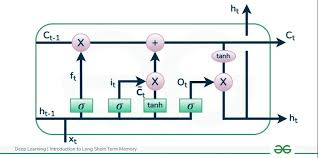 hₜ
Cₜ₋₁
X
+
Cₜ
tanh
fₜ
iₜ
X
C̃ₜ
Oₜ
X
σ
σ
tanh
σ
hₜ₋₁
hₜ
xₜ
Deep Learning | Introduction to Long Short Term Memory